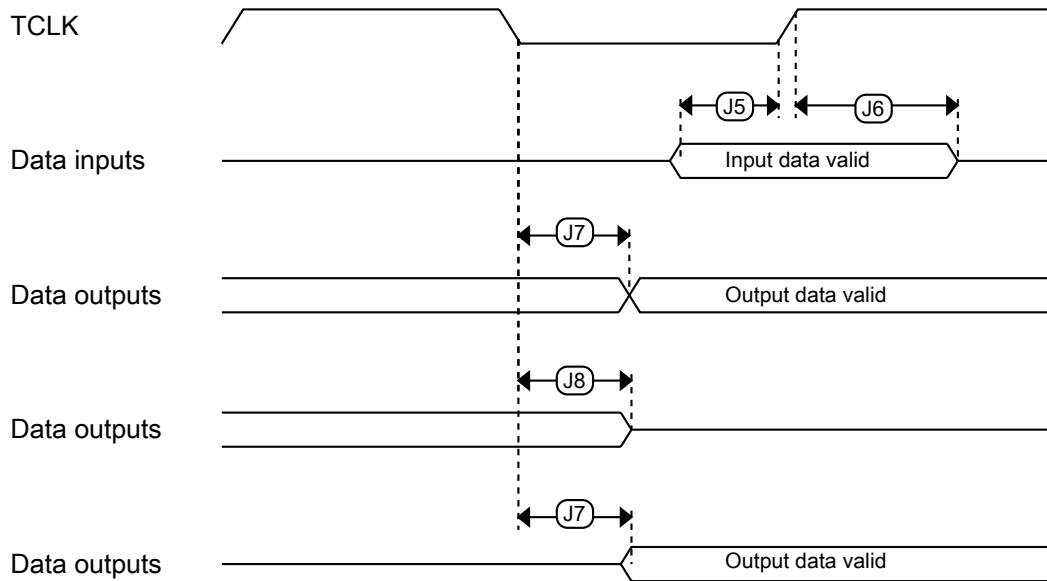 TCLK
J5
J6
Data inputs
Input data valid
J7
Data outputs
Output data valid
J8
Data outputs
J7
Data outputs
Output data valid